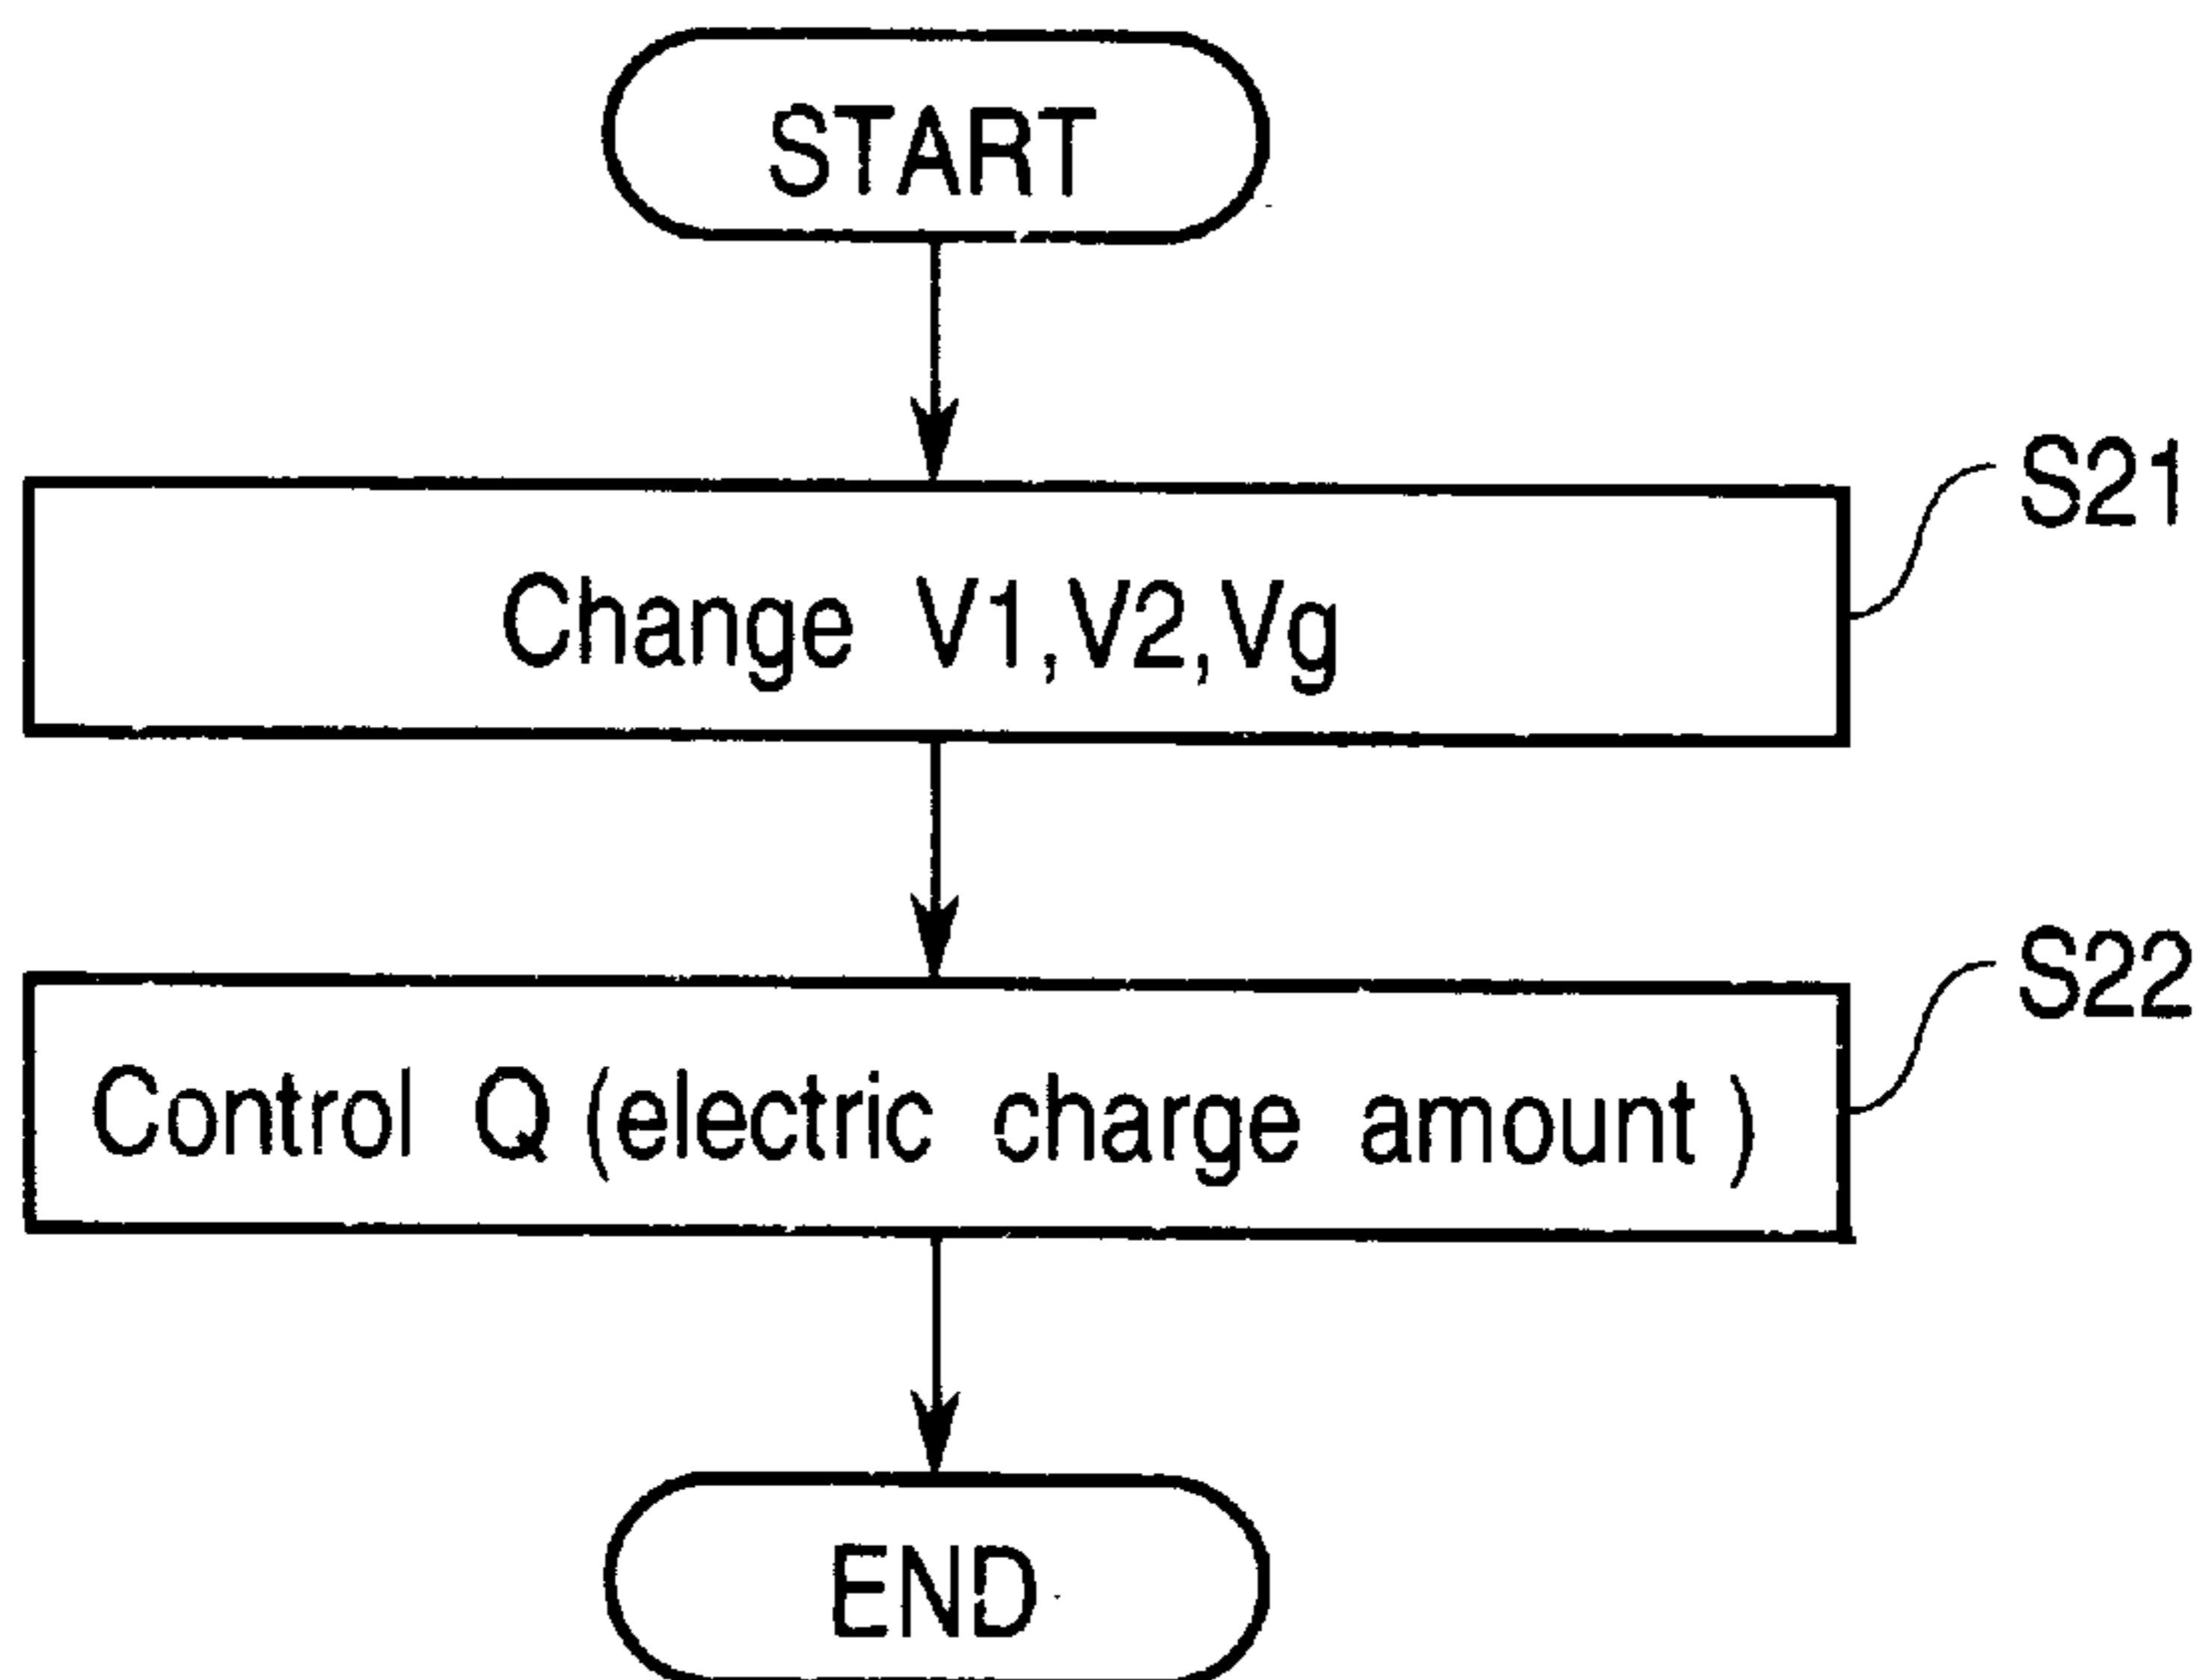 START
S21
Change V1,V2,Vg
S22
Control Q (electric charge amount)
END